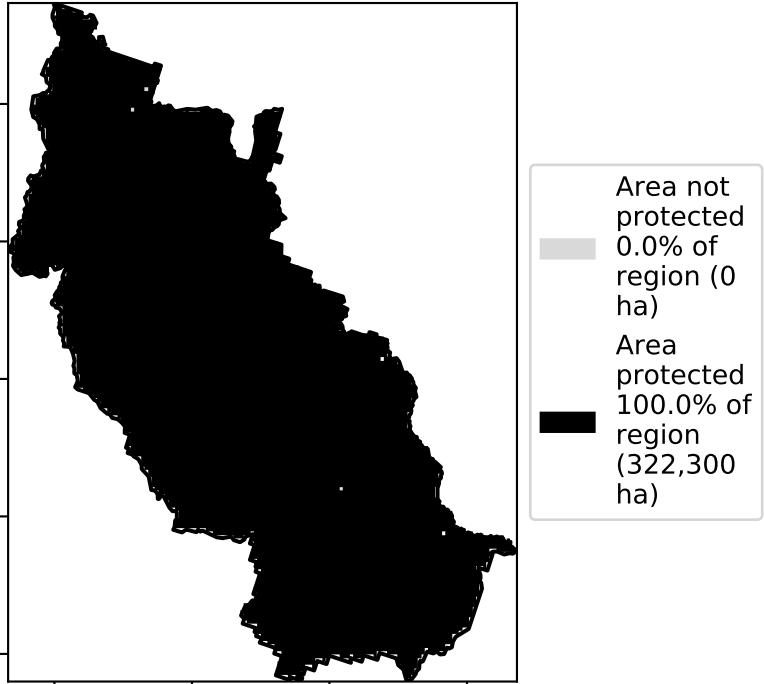 Area not
protected
0.0% of
region (0
ha)
Area
protected
100.0% of
region
(322,300
ha)